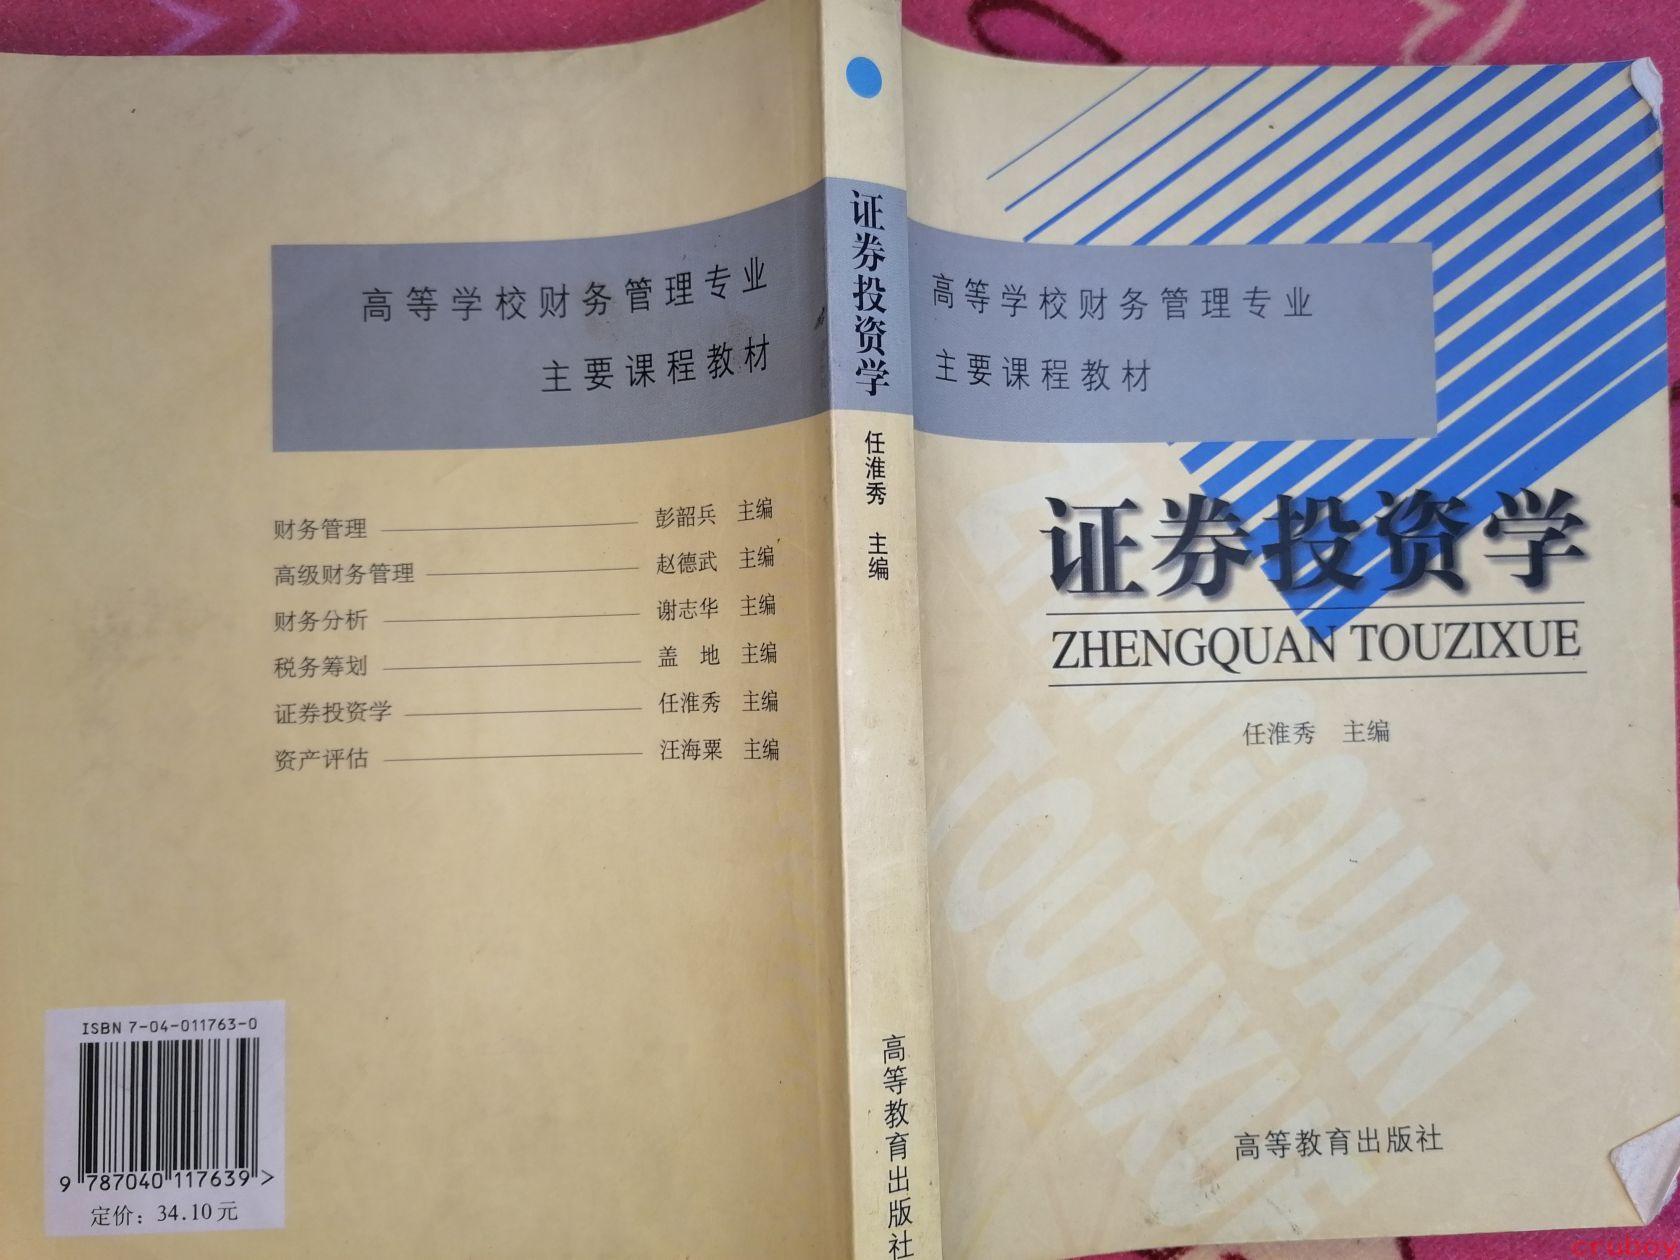 高等学校财务管理专业
主要课程教材
财务管理 彭韶兵 主编
高级财务管理 赵德武 主编
财务分析 谢志华 主编
税务筹划 盖 地 主编
证券投资学 任淮秀 主编
资产评估 汪海粟 主编
ISBN 7-04-011763-0
9 787040 117639 >
定价：34.10元
证券投资学
任淮秀 主编
高等教育出版社
高等学校财务管理专业
主要课程教材
证券投资学
ZHENGQUAN TOUZIXUE
任淮秀 主编
ZHENGQUAN
TOUZIXUE
高等教育出版社